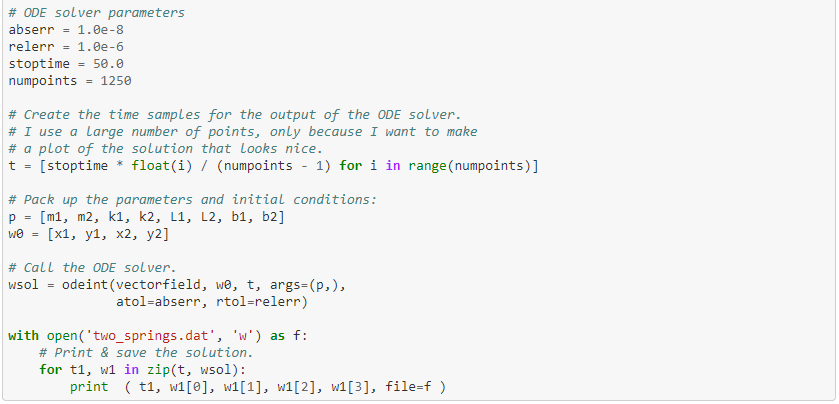 # ODE solver parameters
abserr = 1.0e-8
relerr = 1.0e-6
stoptime = 50.0
numpoints = 1250

# Create the time samples for the output of the ODE solver.
# I use a large number of points, only because I want to make
# a plot of the solution that looks nice.
t = [stoptime * float(i) / (numpoints - 1) for i in range(numpoints)]

# Pack up the parameters and initial conditions:
p = [m1, m2, k1, k2, L1, L2, b1, b2]
w0 = [x1, y1, x2, y2]

# Call the ODE solver.
wsol = odeint(vectorfield, w0, t, args=(p,),
              atol=abserr, rtol=relerr)

with open('two_springs.dat', 'w') as f:
    # Print & save the solution.
    for t1, w1 in zip(t, wsol):
        print  ( t1, w1[0], w1[1], w1[2], w1[3], file=f )